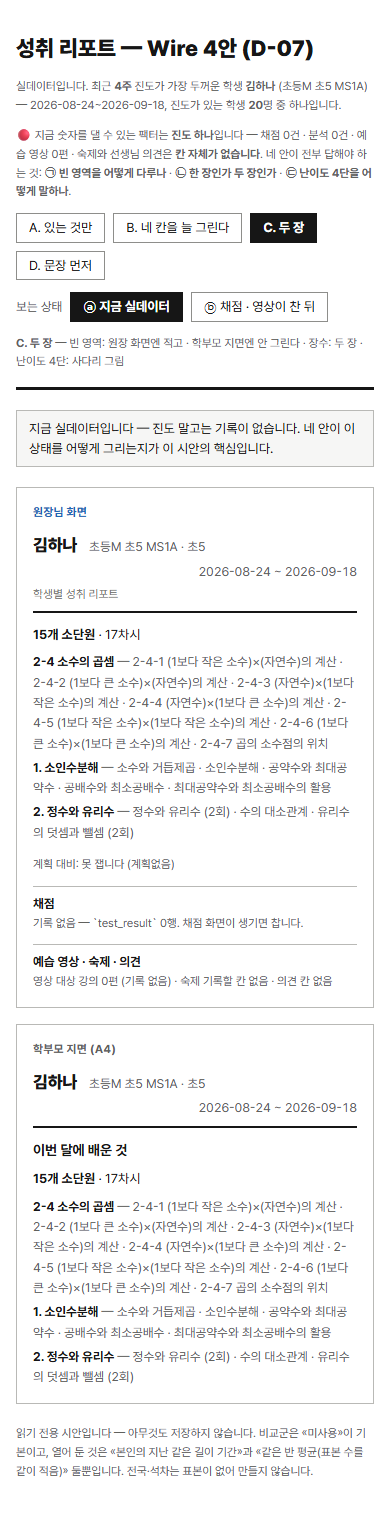 성취 리포트 — Wire 4안 (D-07)
실데이터입니다. 최근 4주 진도가 가장 두꺼운 학생 김하나 (초등M 초5 MS1A)
— 2026-08-24~2026-09-18, 진도가 있는 학생 20명 중 하나입니다.
🔴 지금 숫자를 댈 수 있는 팩터는 진도 하나입니다 — 채점 0건 · 분석 0건 · 예
습 영상 0편 · 숙제와 선생님 의견은 칸 자체가 없습니다. 네 안이 전부 답해야 하
는 것: ㉠ 빈 영역을 어떻게 다루나 · ㉡ 한 장인가 두 장인가 · ㉢ 난이도 4단을 어
떻게 말하나.
A. 있는 것만
B. 네 칸을 늘 그린다
C. 두 장
D. 문장 먼저
보는 상태
ⓐ 지금 실데이터
ⓑ 채점 · 영상이 찬 뒤
C. 두 장 — 빈 영역: 원장 화면엔 적고 · 학부모 지면엔 안 그린다 · 장수: 두 장 ·
난이도 4단: 사다리 그림
지금 실데이터입니다 — 진도 말고는 기록이 없습니다. 네 안이 이
상태를 어떻게 그리는지가 이 시안의 핵심입니다.
원장님 화면
김하나 초등M 초5 MS1A · 초5
2026-08-24 ~ 2026-09-18
학생별 성취 리포트
15개 소단원 · 17차시
2-4 소수의 곱셈 — 2-4-1 (1보다 작은 소수)×(자연수)의 계산 ·
2-4-2 (1보다 큰 소수)×(자연수)의 계산 · 2-4-3 (자연수)×(1보다
작은 소수)의 계산 · 2-4-4 (자연수)×(1보다 큰 소수)의 계산 · 2-
4-5 (1보다 작은 소수)×(1보다 작은 소수)의 계산 · 2-4-6 (1보다
큰 소수)×(1보다 큰 소수)의 계산 · 2-4-7 곱의 소수점의 위치
1. 소인수분해 — 소수와 거듭제곱 · 소인수분해 · 공약수와 최대공
약수 · 공배수와 최소공배수 · 최대공약수와 최소공배수의 활용
2. 정수와 유리수 — 정수와 유리수 (2회) · 수의 대소관계 · 유리수
의 덧셈과 뺄셈 (2회)
계획 대비: 못 잽니다 (계획없음)
채점
기록 없음 — `test_result` 0행. 채점 화면이 생기면 찹니다.
예습 영상 · 숙제 · 의견
영상 대상 강의 0편 (기록 없음) · 숙제 기록할 칸 없음 · 의견 칸 없음
학부모 지면 (A4)
김하나 초등M 초5 MS1A · 초5
2026-08-24 ~ 2026-09-18
이번 달에 배운 것
15개 소단원 · 17차시
2-4 소수의 곱셈 — 2-4-1 (1보다 작은 소수)×(자연수)의 계산 ·
2-4-2 (1보다 큰 소수)×(자연수)의 계산 · 2-4-3 (자연수)×(1보다
작은 소수)의 계산 · 2-4-4 (자연수)×(1보다 큰 소수)의 계산 · 2-
4-5 (1보다 작은 소수)×(1보다 작은 소수)의 계산 · 2-4-6 (1보다
큰 소수)×(1보다 큰 소수)의 계산 · 2-4-7 곱의 소수점의 위치
1. 소인수분해 — 소수와 거듭제곱 · 소인수분해 · 공약수와 최대공
약수 · 공배수와 최소공배수 · 최대공약수와 최소공배수의 활용
2. 정수와 유리수 — 정수와 유리수 (2회) · 수의 대소관계 · 유리수
의 덧셈과 뺄셈 (2회)
읽기 전용 시안입니다 — 아무것도 저장하지 않습니다. 비교군은 «미사용»이 기
본이고, 열어 둔 것은 «본인의 지난 같은 길이 기간»과 «같은 반 평균(표본 수를
같이 적음)» 둘뿐입니다. 전국·석차는 표본이 없어 만들지 않습니다.